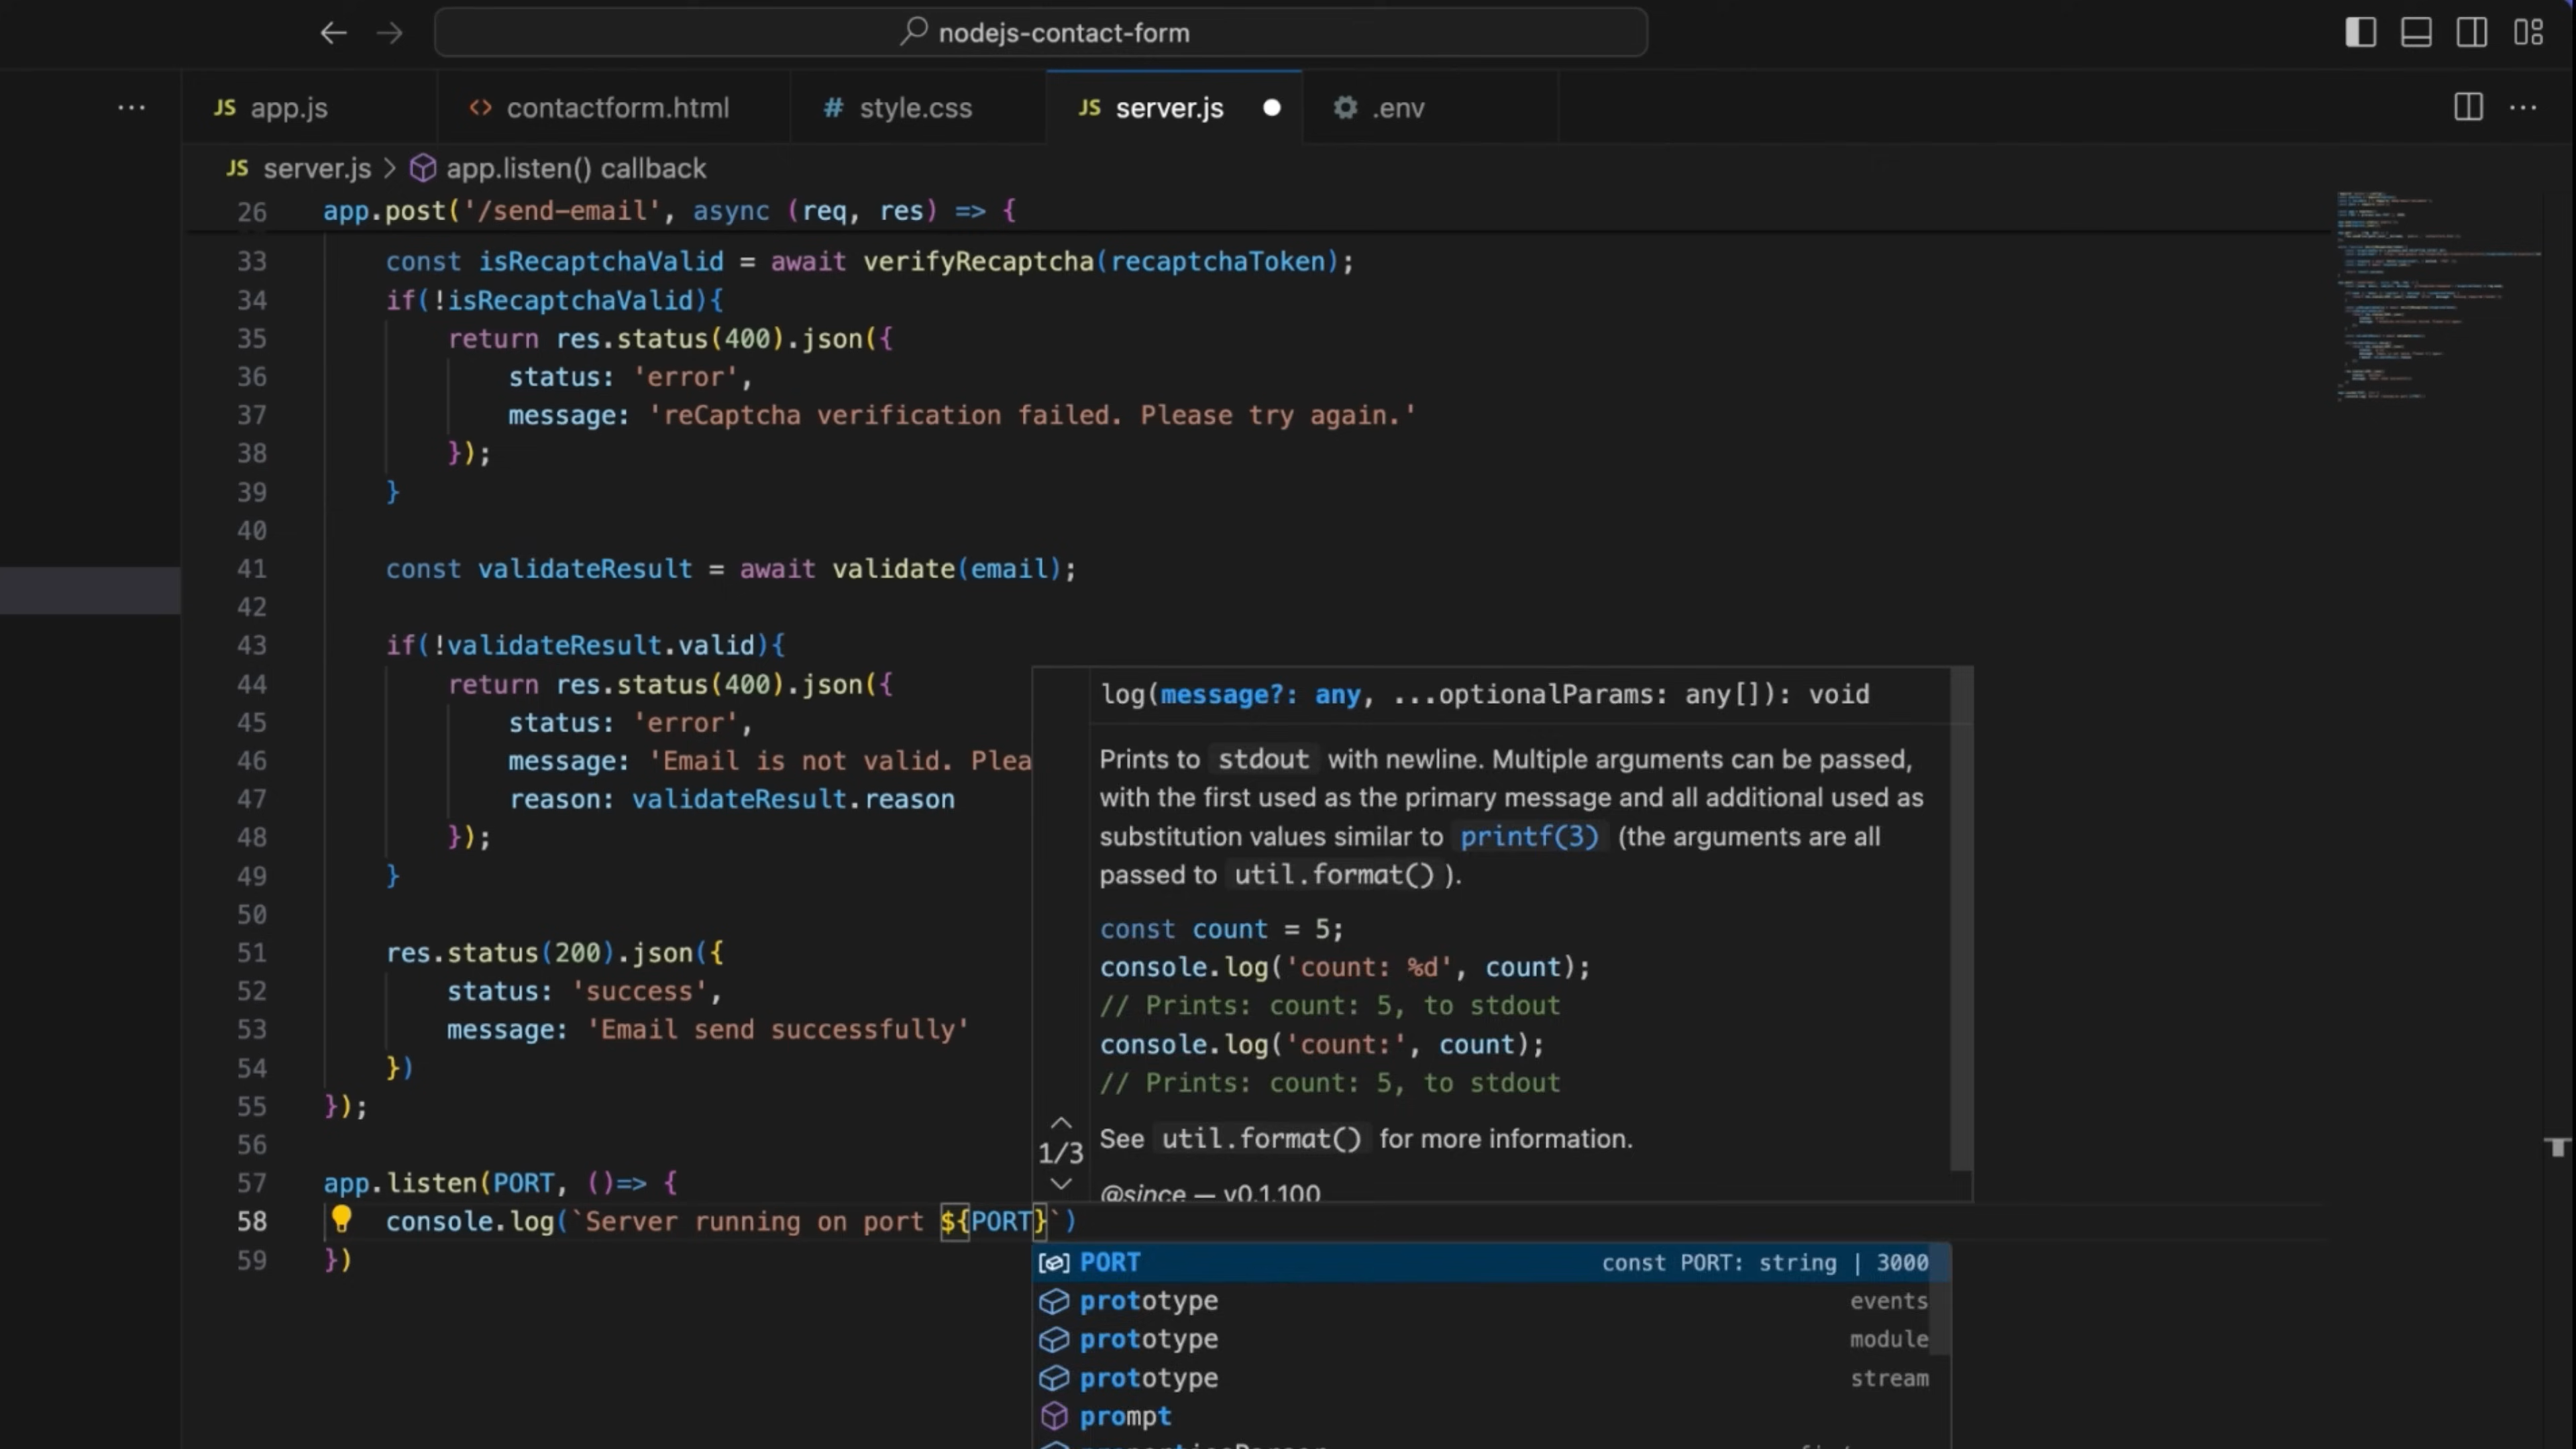 nodejs-contact-form
JS app.js
<> contactform.html
# style.css
JS server.js
.env
JS server.js > app.listen() callback
26 app.post('/send-email', async (req, res) => {
33 const isRecaptchaValid = await verifyRecaptcha(recaptchaToken);
34 if(!isRecaptchaValid){
35 return res.status(400).json({
36 status: 'error',
37 message: 'reCaptcha verification failed. Please try again.'
38 });
39 }
40
41 const validateResult = await validate(email);
42
43 if(!validateResult.valid){
44 return res.status(400).json({
45 status: 'error',
46 message: 'Email is not valid. Plea
47 reason: validateResult.reason
48 });
49 }
50
51 res.status(200).json({
52 status: 'success',
53 message: 'Email send successfully'
54 })
55 });
56
57 app.listen(PORT, ()=> {
58 console.log(`Server running on port ${PORT}`)
59 })
log(message?: any, ...optionalParams: any[]): void
Prints to stdout with newline. Multiple arguments can be passed,
with the first used as the primary message and all additional used as
substitution values similar to printf(3) (the arguments are all
passed to util.format() ).
const count = 5;
console.log('count: %d', count);
// Prints: count: 5, to stdout
console.log('count:', count);
// Prints: count: 5, to stdout
1/3
See util.format() for more information.
@since — v0.1.100
PORT const PORT: string | 3000
prototype events
prototype module
prototype stream
prompt